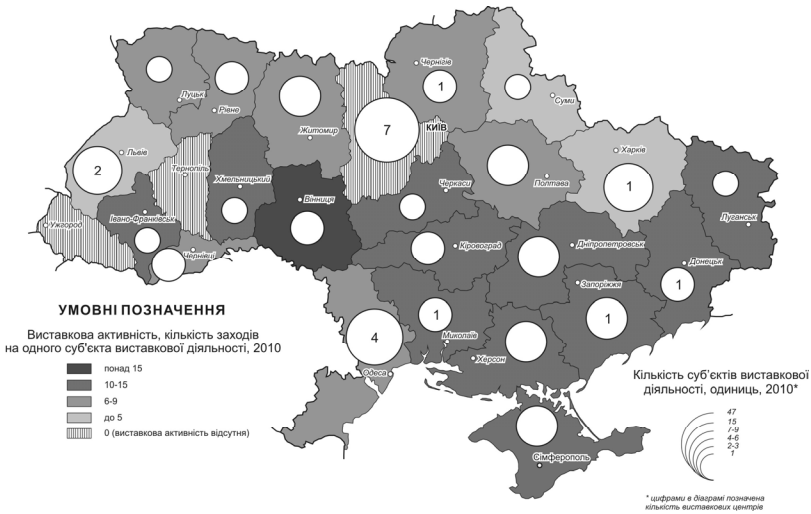 Чернігів
1
Суми
Луцьк
Рівне
Житомир
7
КИЇВ
Львів
2
Тернопіль
Хмельницький
Вінниця
Черкаси
Полтава
Харків
1
Луганськ
Ужгород
Івано-Франківськ
Чернівці
Кіровоград
Дніпропетровськ
Донецьк
1
Запоріжжя
1
4
1
Миколаїв
Херсон
Одеса
Сімферополь
УМОВНІ ПОЗНАЧЕННЯ
Виставкова активність, кількість заходів
на одного суб'єкта виставкової діяльності, 2010
понад 15
10-15
6-9
до 5
0 (виставкова активність відсутня)
Кількість суб'єктів виставкової
діяльності, одиниць, 2010*
47
15
7-9
4-6
2-3
1
* цифрами в діаграмі позначена
кількість виставкових центрів